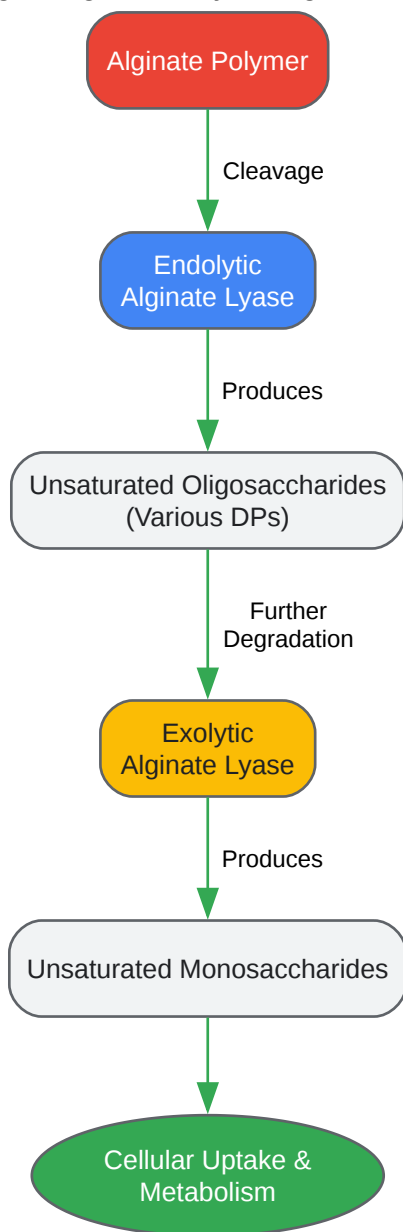 Alginate Polymer
Cleavage
Endolytic
Alginate Lyase
Produces
Unsaturated Oligosaccharides
(Various DPs)
Further
Degradation
Exolytic
Alginate Lyase
Produces
Unsaturated Monosaccharides
Cellular Uptake &
Metabolism